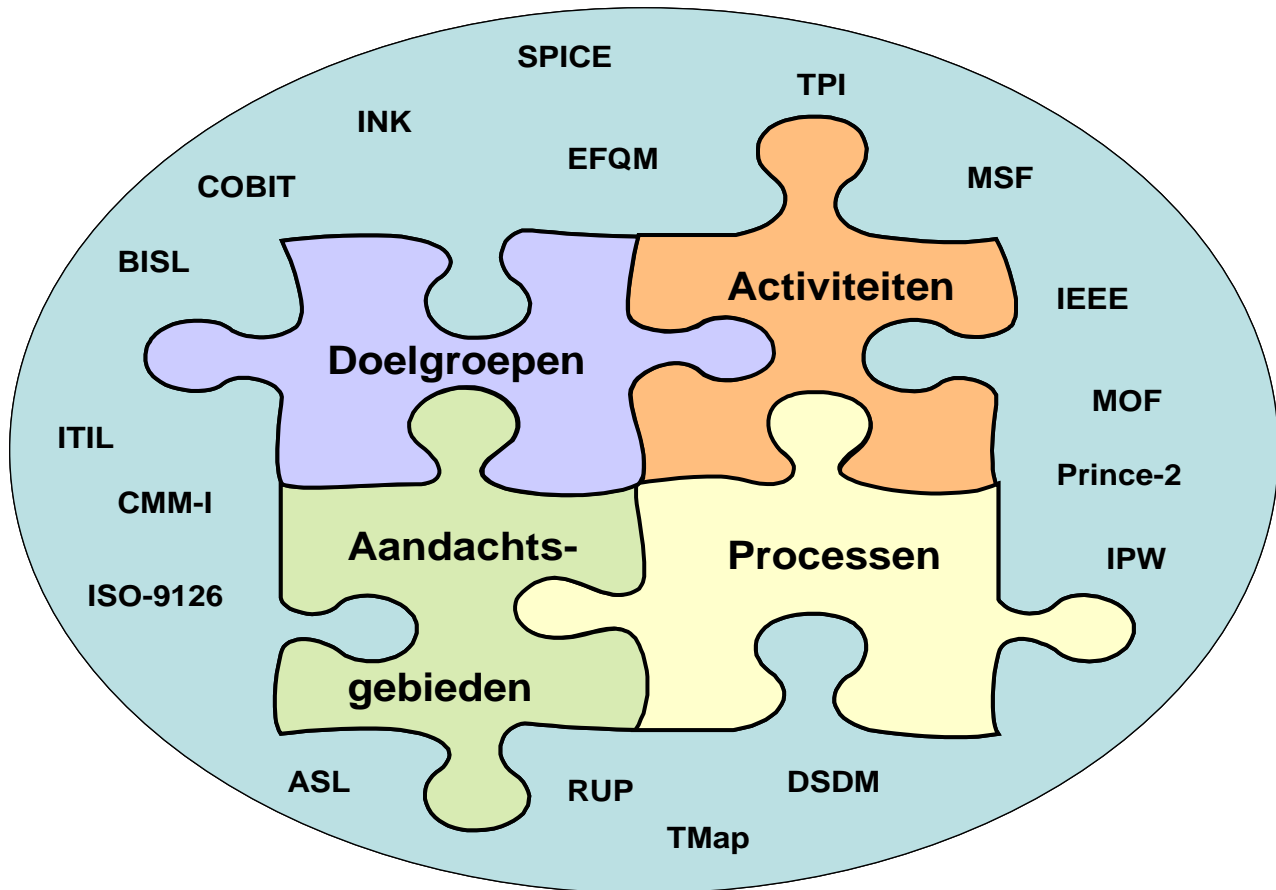 SPICE
TPI
INK
EFQM
MSF
COBIT
BISL
Activiteiten
IEEE
Doelgroepen
MOF
ITIL
Prince-2
CMM-I
Aandachts-
gebieden
Processen
IPW
ISO-9126
ASL
RUP
DSDM
TMap